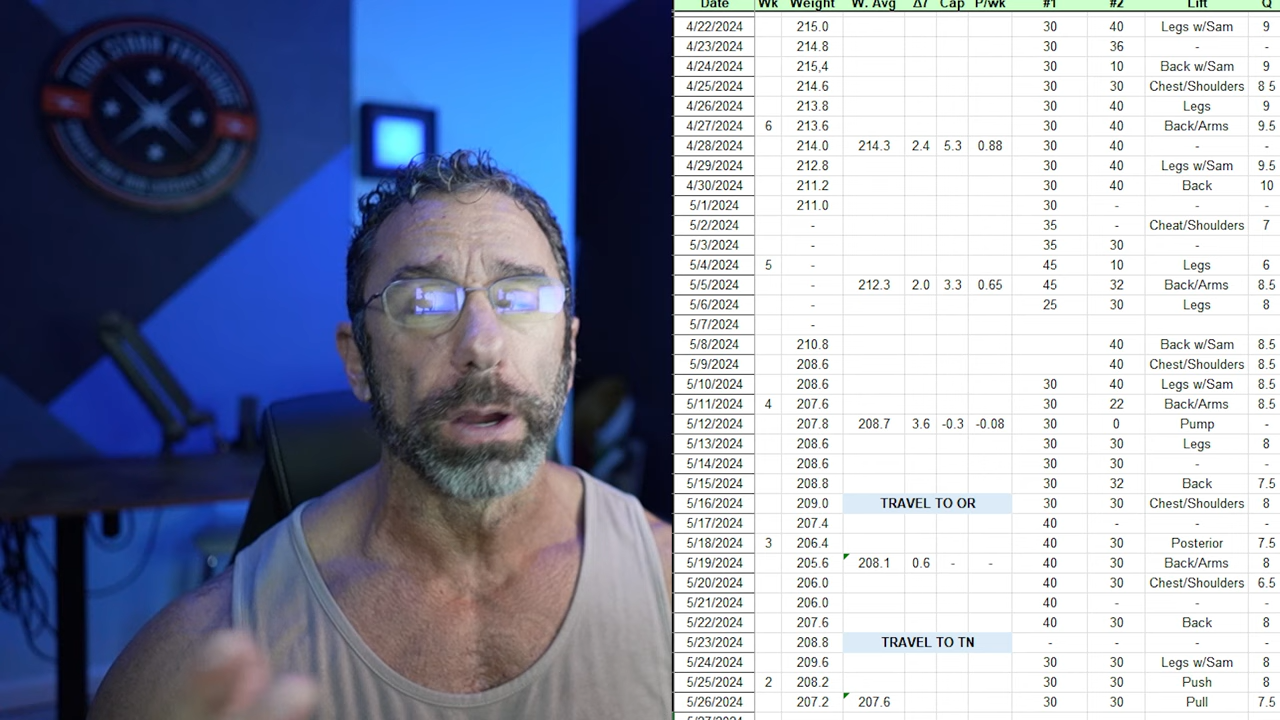 Date Wk Weight W. Avg Δ7 Cap P/wk #1 #2 Lift Q
4/22/2024 215.0 30 40 Legs w/Sam 9
4/23/2024 214.8 30 36 - -
4/24/2024 215,4 30 10 Back w/Sam 9
4/25/2024 214.6 30 30 Chest/Shoulders 8 5
4/26/2024 213.8 30 40 Legs 9
4/27/2024 6 213.6 30 40 Back/Arms 9.5
4/28/2024 214.0 214.3 2.4 5.3 0.88 30 40 - -
4/29/2024 212.8 30 40 Legs w/Sam 9.5
4/30/2024 211.2 30 40 Back 10
5/1/2024 211.0 30 - - -
5/2/2024 - 35 - Cheat/Shoulders 7
5/3/2024 - 35 30 -
5/4/2024 5 - 45 10 Legs 6
5/5/2024 - 212.3 2.0 3.3 0.65 45 32 Back/Arms 8.5
5/6/2024 - 25 30 Legs 8
5/7/2024 -
5/8/2024 210.8 40 Back w/Sam 8.5
5/9/2024 208.6 40 Chest/Shoulders 8.5
5/10/2024 208.6 30 40 Legs w/Sam 8.5
5/11/2024 4 207.6 30 22 Back/Arms 8.5
5/12/2024 207.8 208.7 3.6 -0.3 -0.08 30 0 Pump -
5/13/2024 208.6 30 30 Legs 8
5/14/2024 208.6 30 30 - -
5/15/2024 208.8 30 32 Back 7.5
5/16/2024 209.0 TRAVEL TO OR 30 30 Chest/Shoulders 8
5/17/2024 207.4 40 - - -
5/18/2024 3 206.4 40 30 Posterior 7.5
5/19/2024 205.6 208.1 0.6 - - 40 30 Back/Arms 8
5/20/2024 206.0 40 30 Chest/Shoulders 6.5
5/21/2024 206.0 40 - - -
5/22/2024 207.6 40 30 Back 8
5/23/2024 208.8 TRAVEL TO TN - - - -
5/24/2024 209.6 30 30 Legs w/Sam 8
5/25/2024 2 208.2 30 30 Push 8
5/26/2024 207.2 207.6 30 30 Pull 7.5